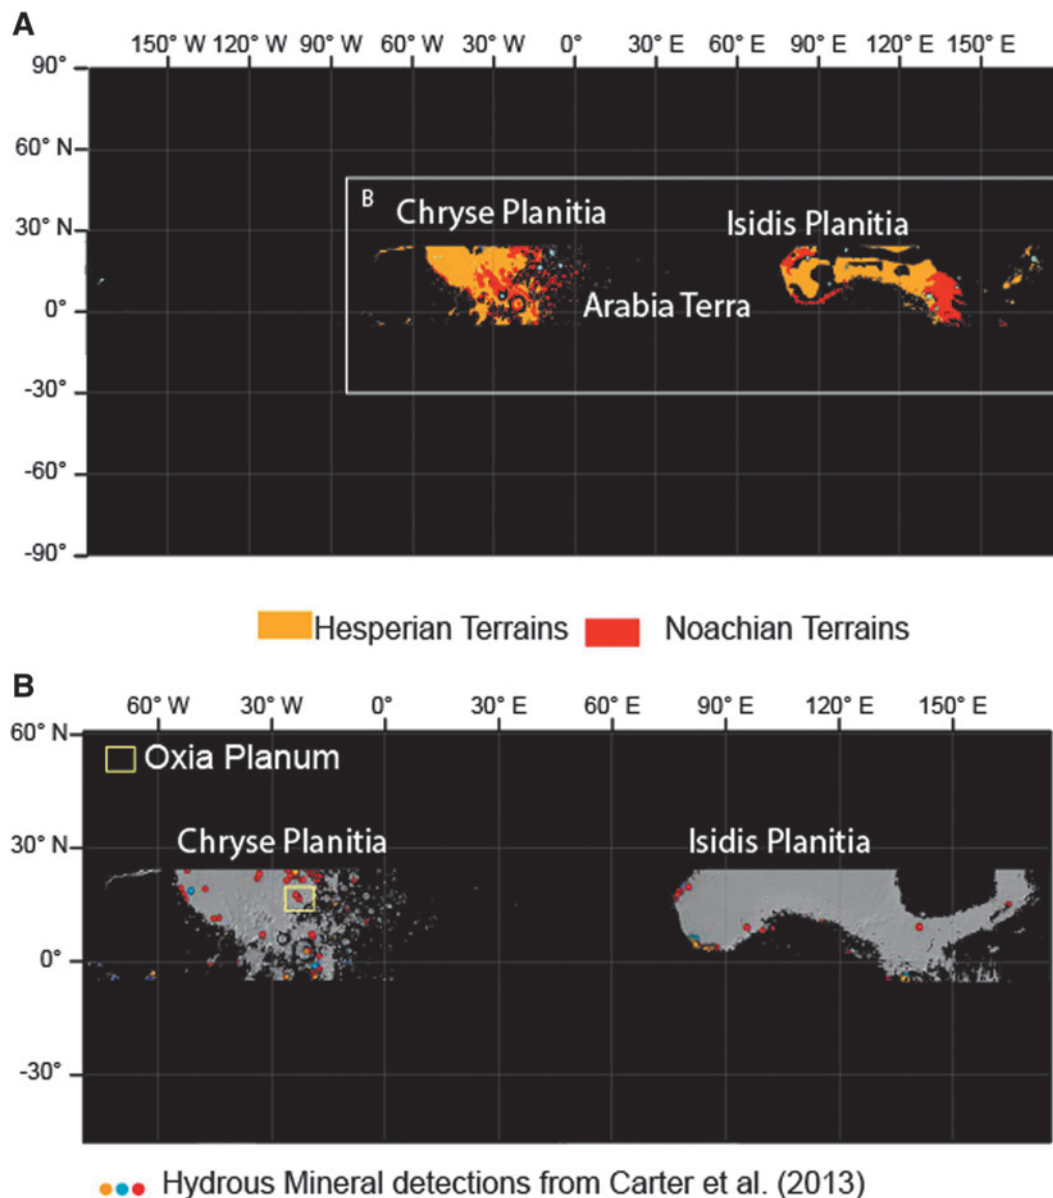 A
150° W 120° W 90° W 60° W 30° W 0° 30° E 60° E 90° E 120° E 150° E
90°
60° N
30° N
0°
-30°
-60°
-90°
B
Chryse Planitia
Isidis Planitia
Arabia Terra
Hesperian Terrains Noachian Terrains
B
60° W 30° W 0° 30° E 60° E 90° E 120° E 150° E
60° N
30° N
0°
-30°
Oxia Planum
Chryse Planitia
Isidis Planitia
Hydrous Mineral detections from Carter et al. (2013)